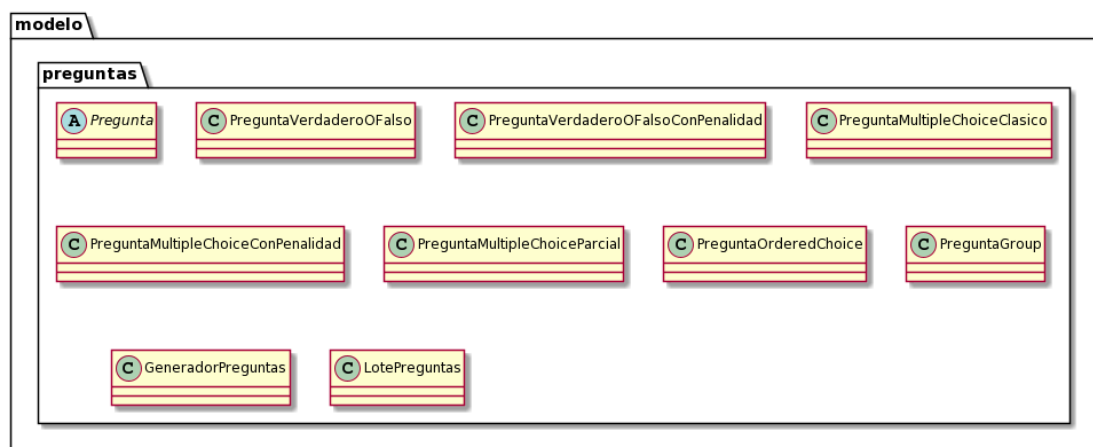 modelo
preguntas
A Pregunta
C PreguntaVerdaderoOFalso
C PreguntaVerdaderoOFalsoConPenalidad
C PreguntaMultipleChoiceClasico
C PreguntaMultipleChoiceConPenalidad
C PreguntaMultipleChoiceParcial
C PreguntaOrderedChoice
C PreguntaGroup
C GeneradorPreguntas
C LotePreguntas